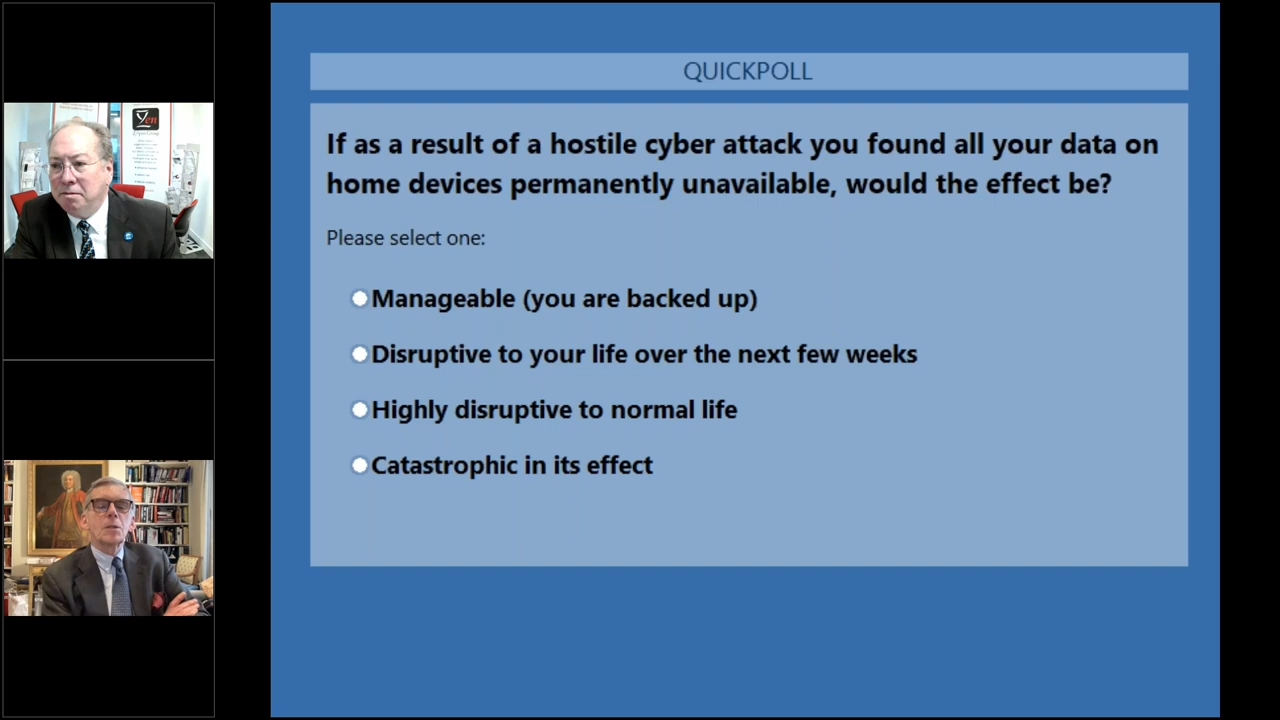 QUICKPOLL
If as a result of a hostile cyber attack you found all your data on
home devices permanently unavailable, would the effect be?
Please select one:
Manageable (you are backed up)
Disruptive to your life over the next few weeks
Highly disruptive to normal life
Catastrophic in its effect